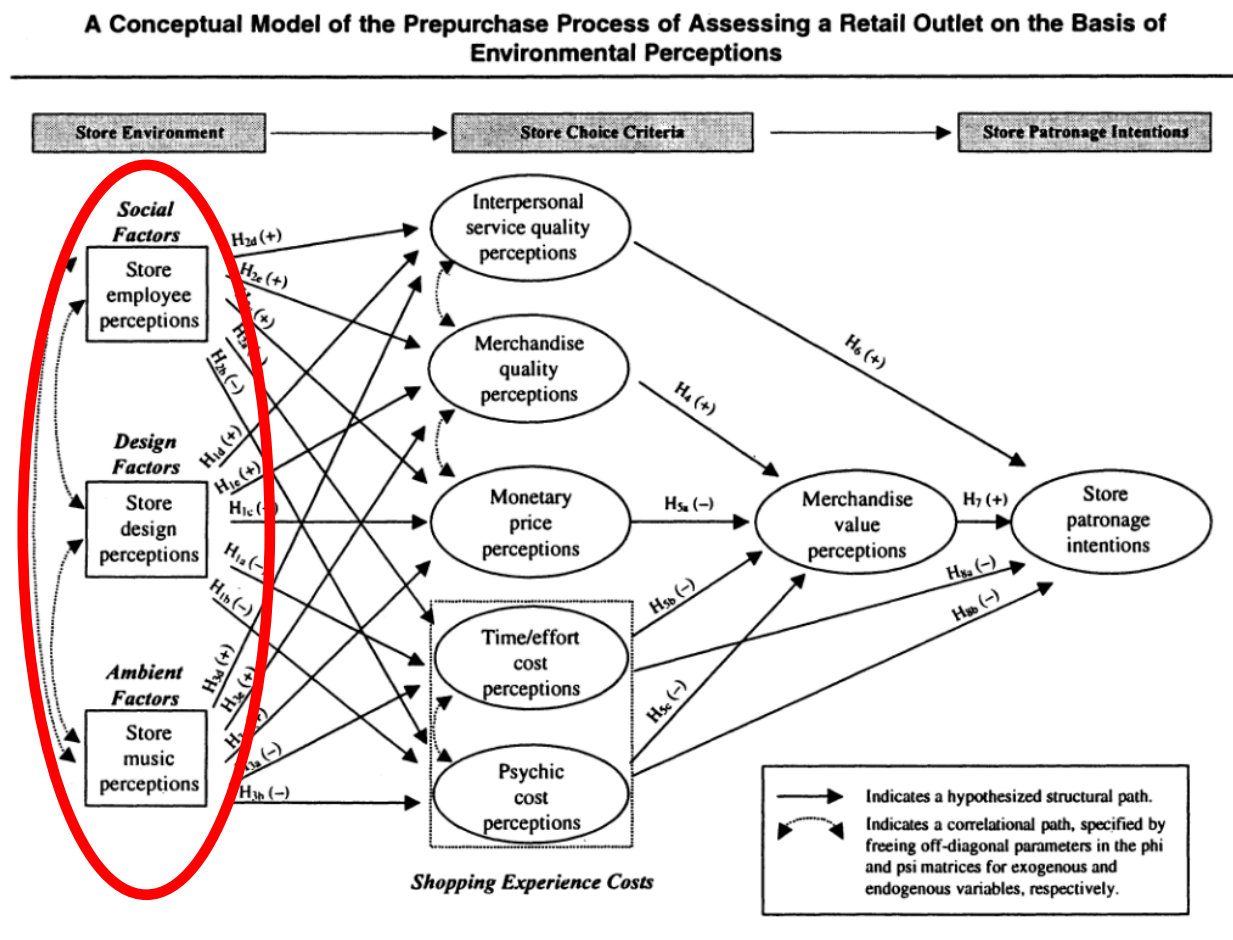 A Conceptual Model of the Prepurchase Process of Assessing a Retail Outlet on the Basis of
Environmental Perceptions
Store Environment
Store Choice Criteria
Store Patronage Intentions
Social
Factors
Store
employee
perceptions
Design
Factors
Store
design
perceptions
Ambient
Factors
Store
music
perceptions
H2d (+)
H2e (+)
(+)
H2a
H2b (–)
H1d (+)
H1e (+)
H1c (–)
H1a (–)
H1b (–)
H3d (+)
H3e (+)
H3a (–)
H3b (–)
Interpersonal
service quality
perceptions
Merchandise
quality
perceptions
Monetary
price
perceptions
Time/effort
cost
perceptions
Psychic
cost
perceptions
Shopping Experience Costs
H6 (+)
H4 (+)
H5a (–)
H5b (–)
H5c (–)
Merchandise
value
perceptions
H7 (+)
H8a (–)
H8b (–)
Store
patronage
intentions
Indicates a hypothesized structural path.
Indicates a correlational path, specified by
freeing off-diagonal parameters in the phi
and psi matrices for exogenous and
endogenous variables, respectively.